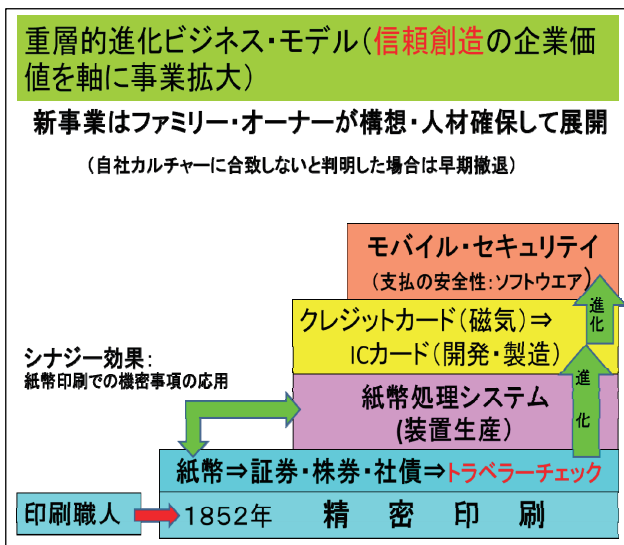 重層的進化ビジネス・モデル（信頼創造の企業価
値を軸に事業拡大）
新事業はファミリー・オーナーが構想・人材確保して展開
（自社カルチャーに合致しないと判明した場合は早期撤退）
モバイル・セキュリテイ
（支払の安全性：ソフトウエア）
進化
クレジットカード（磁気）⇒
ICカード（開発・製造）
シナジー効果：
紙幣印刷での機密事項の応用
紙幣処理システム
(装置生産）
進化
紙幣⇒証券・株券・社債⇒トラベラーチェック
印刷職人
1852年　精　密　印　刷